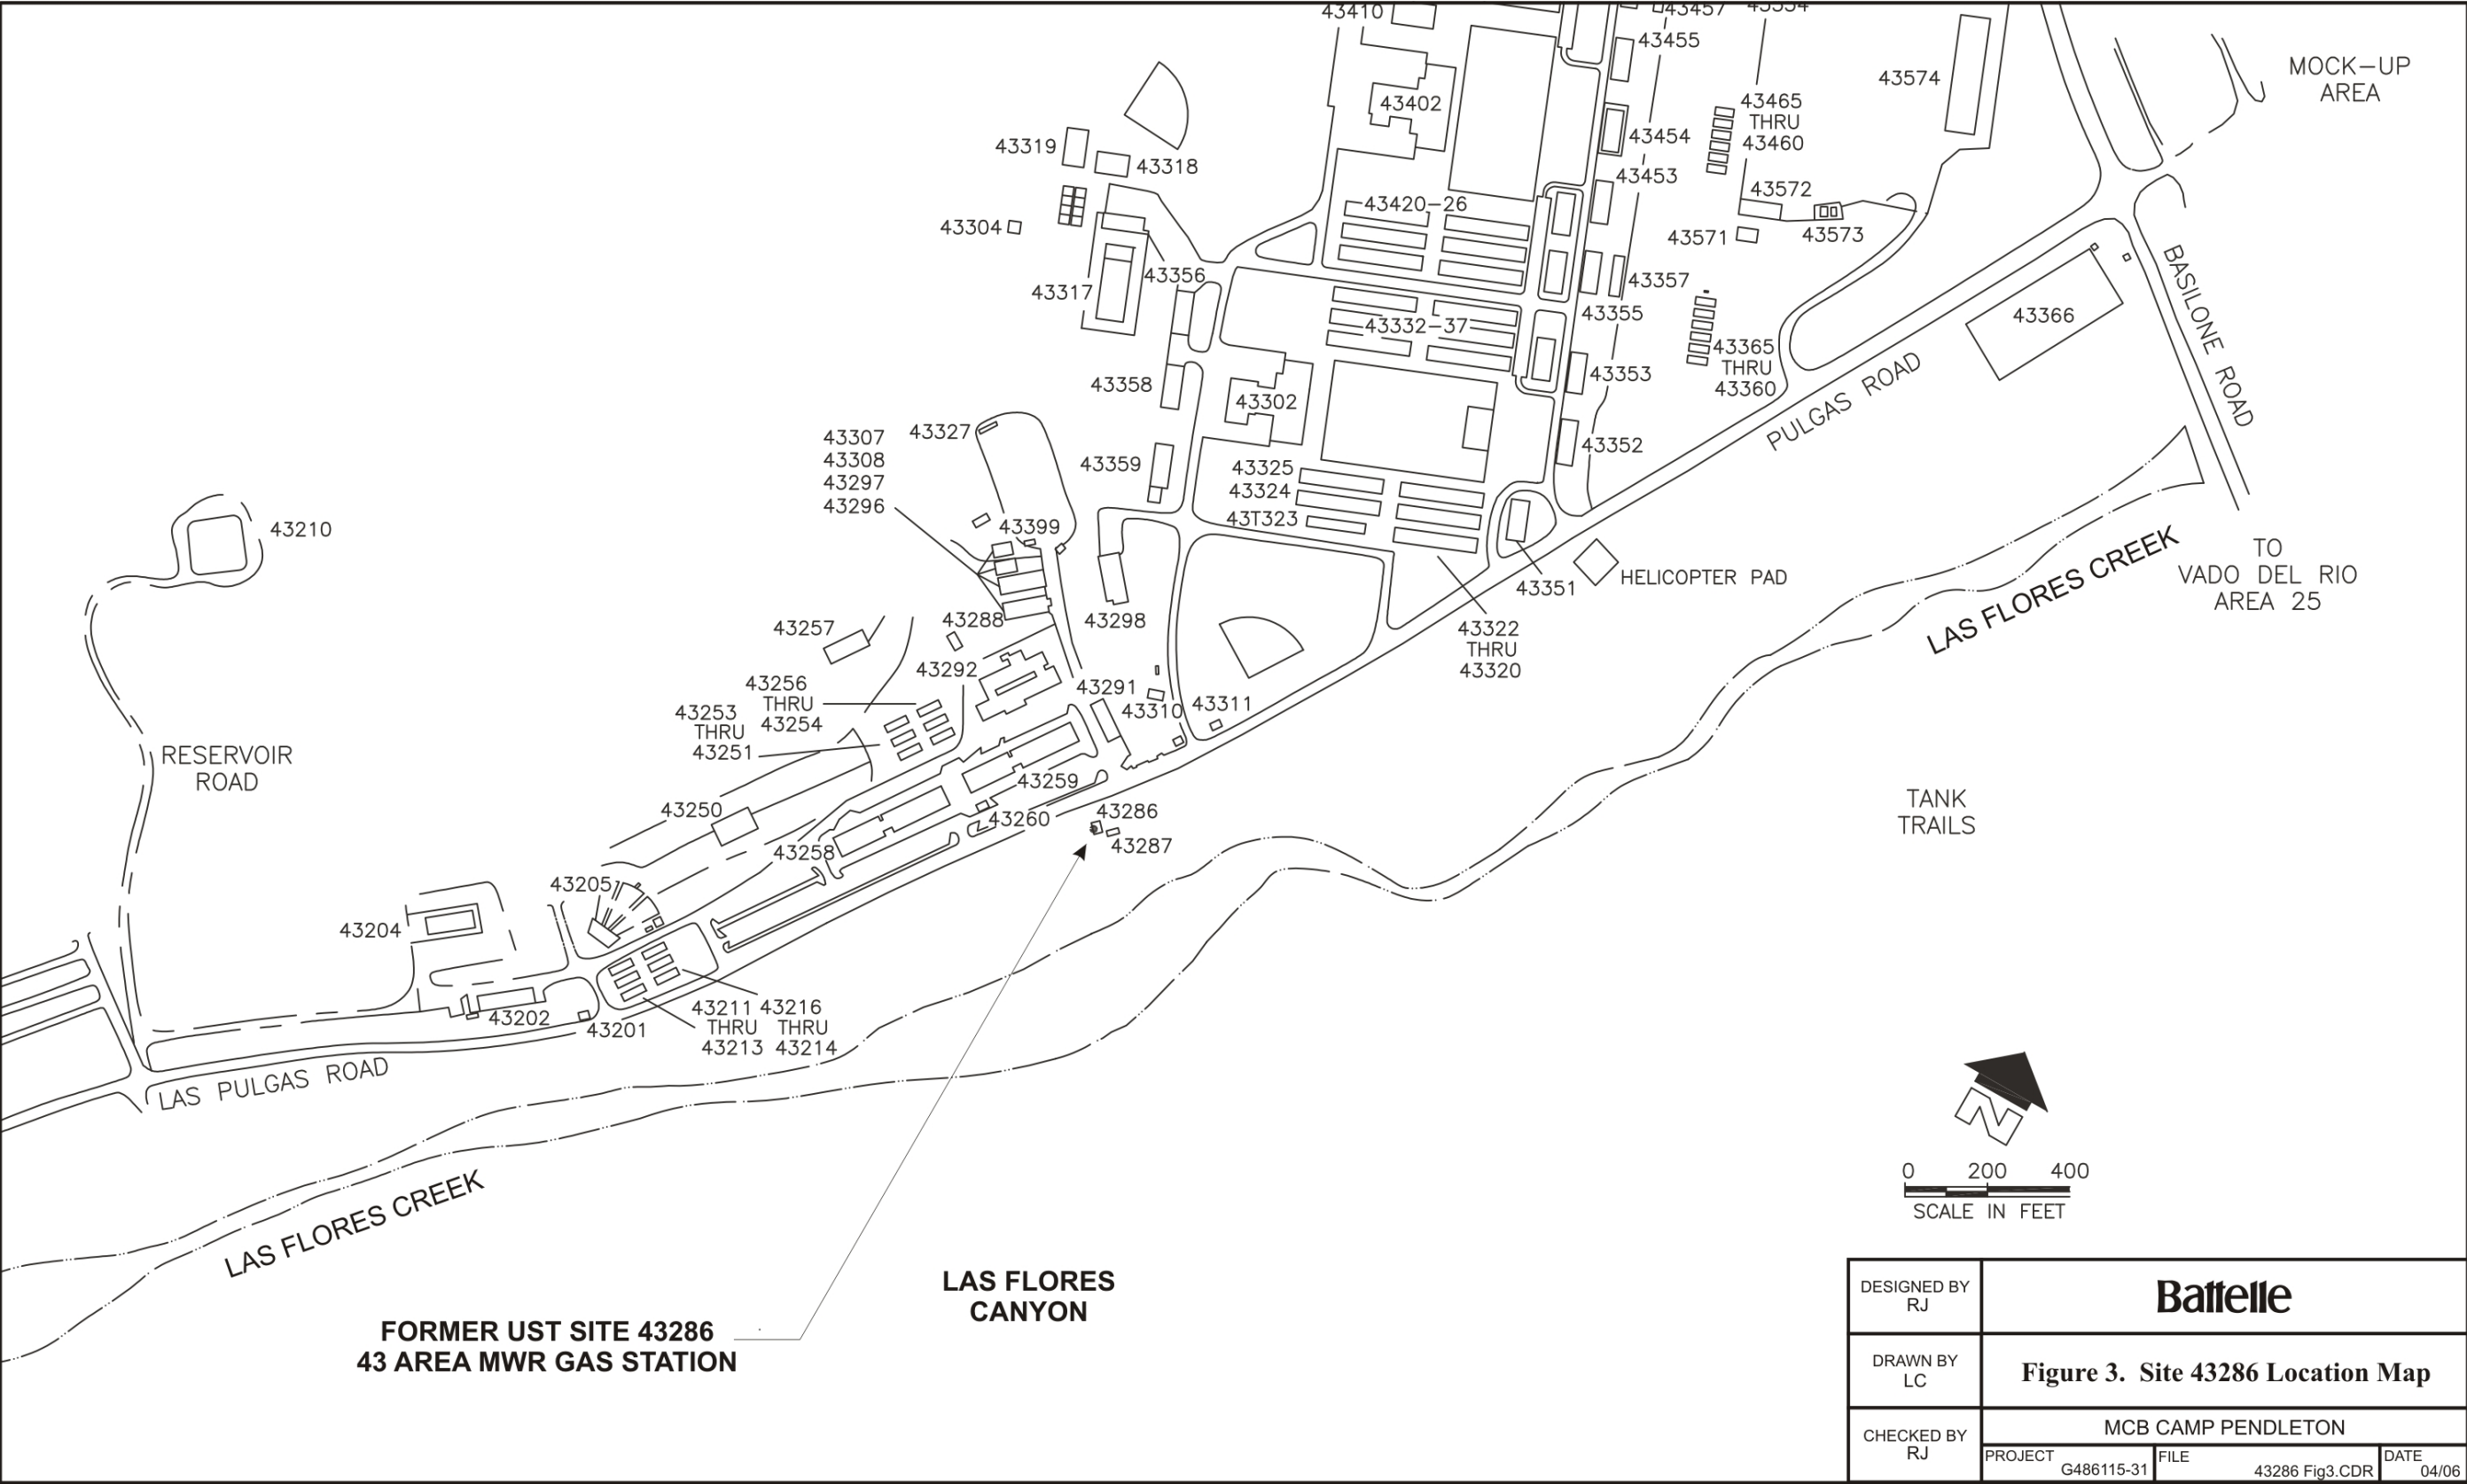 43410
43457
43455
43574
MOCK-UP
AREA
43402
43465
THRU
43460
43454
43319
43318
43453
43572
43420-26
43304
43571
43573
43356
43317
43357
43355
43332-37
43366
BASILONE ROAD
43365
THRU
43360
43353
43358
43302
PULGAS ROAD
43307
43308
43297
43296
43327
43352
43359
43325
43324
43T323
43210
43399
LAS FLORES CREEK
TO
VADO DEL RIO
AREA 25
HELICOPTER PAD
43351
43257
43288
43298
43322
THRU
43320
43292
43256
THRU
43254
43291
43310
43311
43253
THRU
43251
RESERVOIR
ROAD
43259
TANK
TRAILS
43250
43260
43286
43287
43258
43205
43204
43202
43201
43211
THRU
43213
43216
THRU
43214
LAS PULGAS ROAD
N
0 200 400
SCALE IN FEET
LAS FLORES CREEK
LAS FLORES
CANYON
FORMER UST SITE 43286
43 AREA MWR GAS STATION
DESIGNED BY
RJ
Battelle
DRAWN BY
LC
Figure 3. Site 43286 Location Map
CHECKED BY
RJ
MCB CAMP PENDLETON
PROJECT
G486115-31
FILE
43286 Fig3.CDR
DATE
04/06